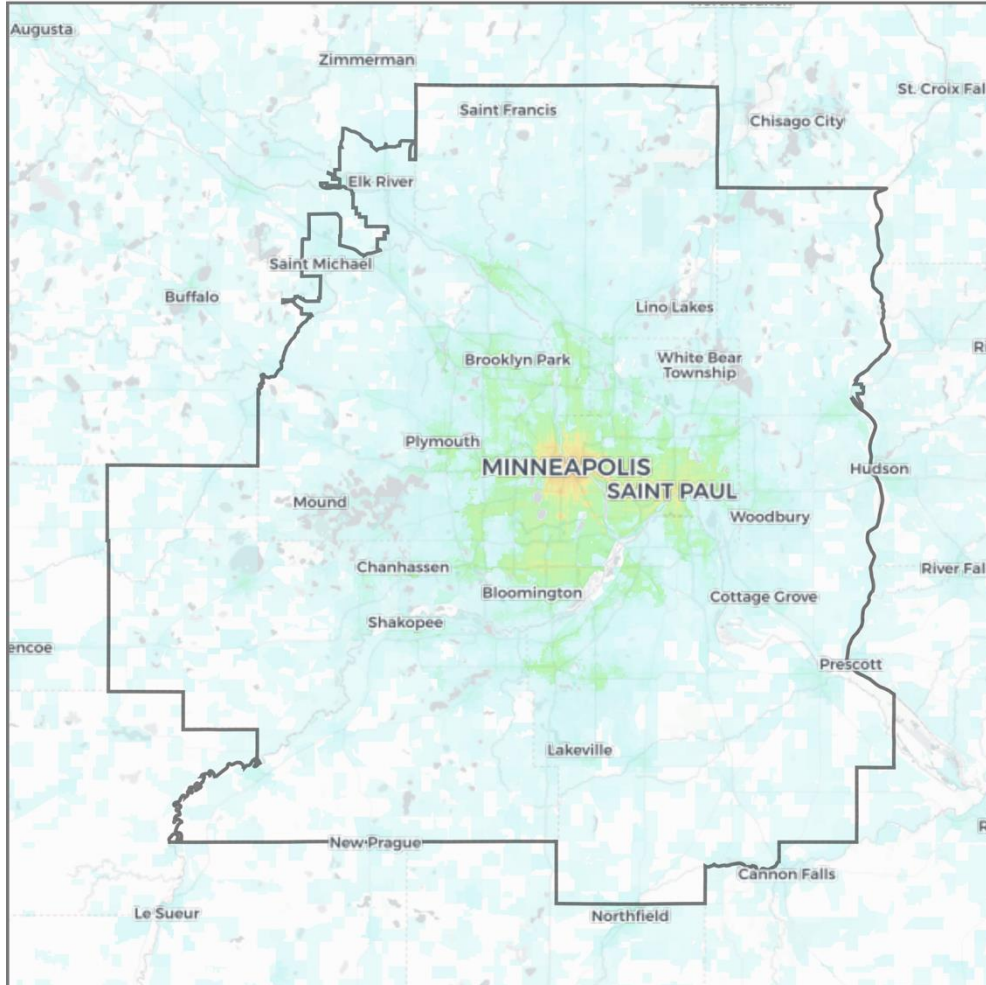 Augusta
Zimmerman
Saint Francis
St. Croix Fal
Chisago City
Elk River
Saint Michael
Buffalo
Lino Lakes
Brooklyn Park
White Bear
Township
Plymouth
MINNEAPOLIS
Hudson
SAINT PAUL
Mound
Woodbury
Chanhassen
River Fal
Bloomington
Cottage Grove
Shakopee
encoe
Prescott
Lakeville
New Prague
Cannon Falls
Le Sueur
Northfield